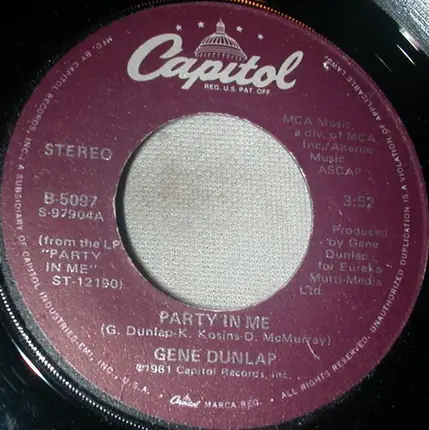 Capitol
REG. U.S. PAT. OFF.
STEREO
B-5097
S-97904A
(from the LP
"PARTY
IN ME"
ST-12190)
MCA Music,
a div. of MCA
Inc./Akerue
Music
ASCAP
3:52
Produced
by Gene
Dunlap
for Eureka
Multi-Media
Ltd.
PARTY IN ME
(G. Dunlap-K. Kosins-D. McMurray)
GENE DUNLAP
℗1981 Capitol Records, Inc.
Capitol MARCA REG.
MFD. BY CAPITOL RECORDS, INC., A SUBSIDIARY OF CAPITOL INDUSTRIES-EMI, INC., U.S.A.
ALL RIGHTS RESERVED. UNAUTHORIZED DUPLICATION IS A VIOLATION OF APPLICABLE LAWS.